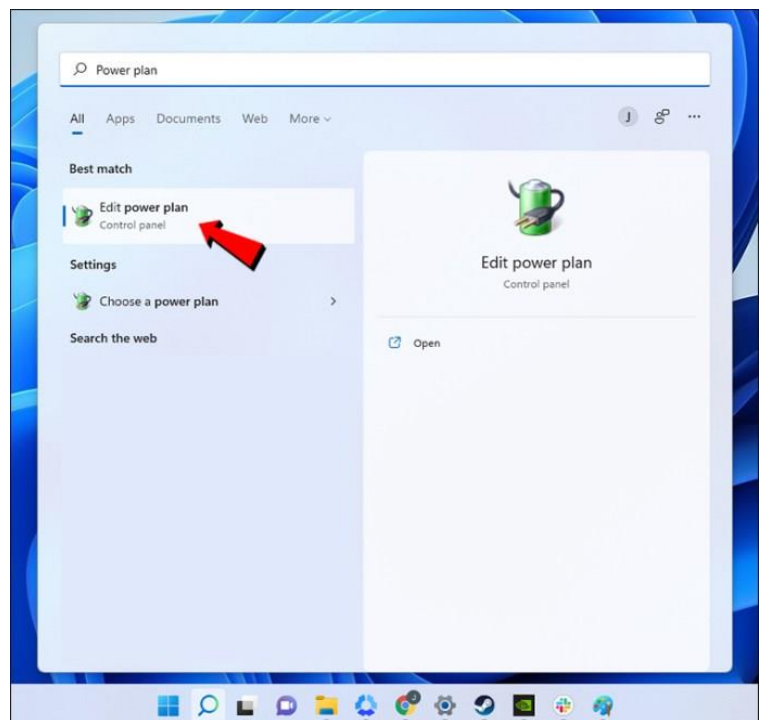 Power plan
All Apps Documents Web More
J
Best match
Edit power plan
Control panel
Settings
Choose a power plan
Search the web
Edit power plan
Control panel
Open
J